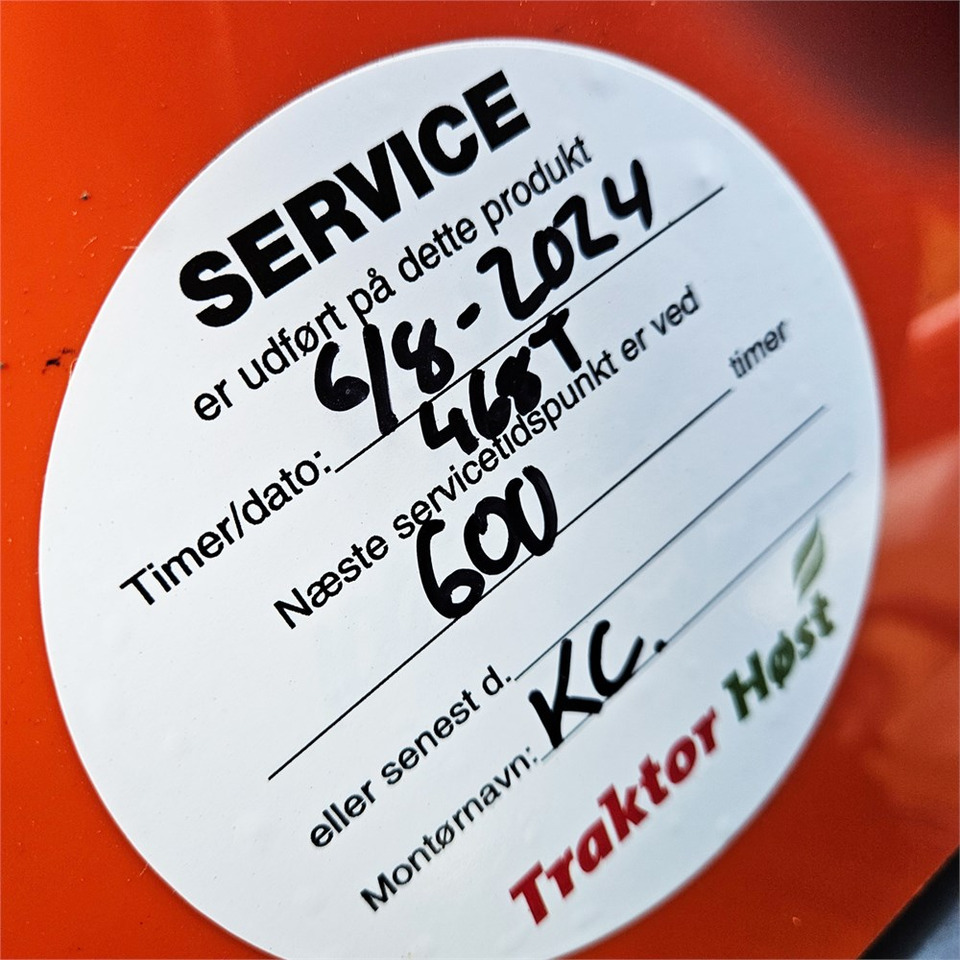 SERVICE
er udført på dette produkt
6/8-2024
Timer/dato:
468T
Næste servicetidspunkt er ved
600 timer
eller senest d.
Montørnavn: KC.
Traktor Høst